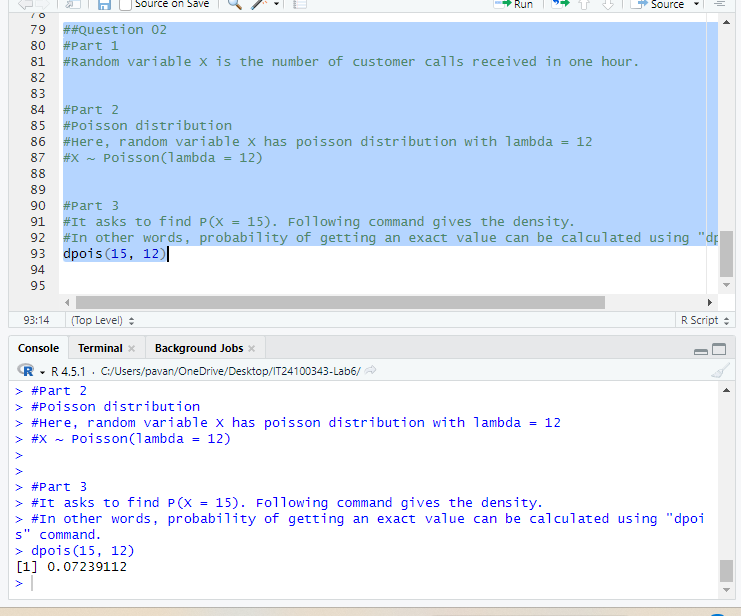 Source on Save
Run
Source
78
79 ##Question 02
80 #Part 1
81 #Random variable X is the number of customer calls received in one hour.
82
83
84 #Part 2
85 #Poisson distribution
86 #Here, random variable X has poisson distribution with lambda = 12
87 #X ~ Poisson(lambda = 12)
88
89
90 #Part 3
91 #It asks to find P(X = 15). Following command gives the density.
92 #In other words, probability of getting an exact value can be calculated using "dp
93 dpois(15, 12)
94
95
93:14 (Top Level) R Script
Console Terminal × Background Jobs ×
R 4.5.1 · C:/Users/pavan/OneDrive/Desktop/IT24100343-Lab6/
> #Part 2
> #Poisson distribution
> #Here, random variable X has poisson distribution with lambda = 12
> #X ~ Poisson(lambda = 12)
>
>
> #Part 3
> #It asks to find P(X = 15). Following command gives the density.
> #In other words, probability of getting an exact value can be calculated using "dpoi
s" command.
> dpois(15, 12)
[1] 0.07239112
>